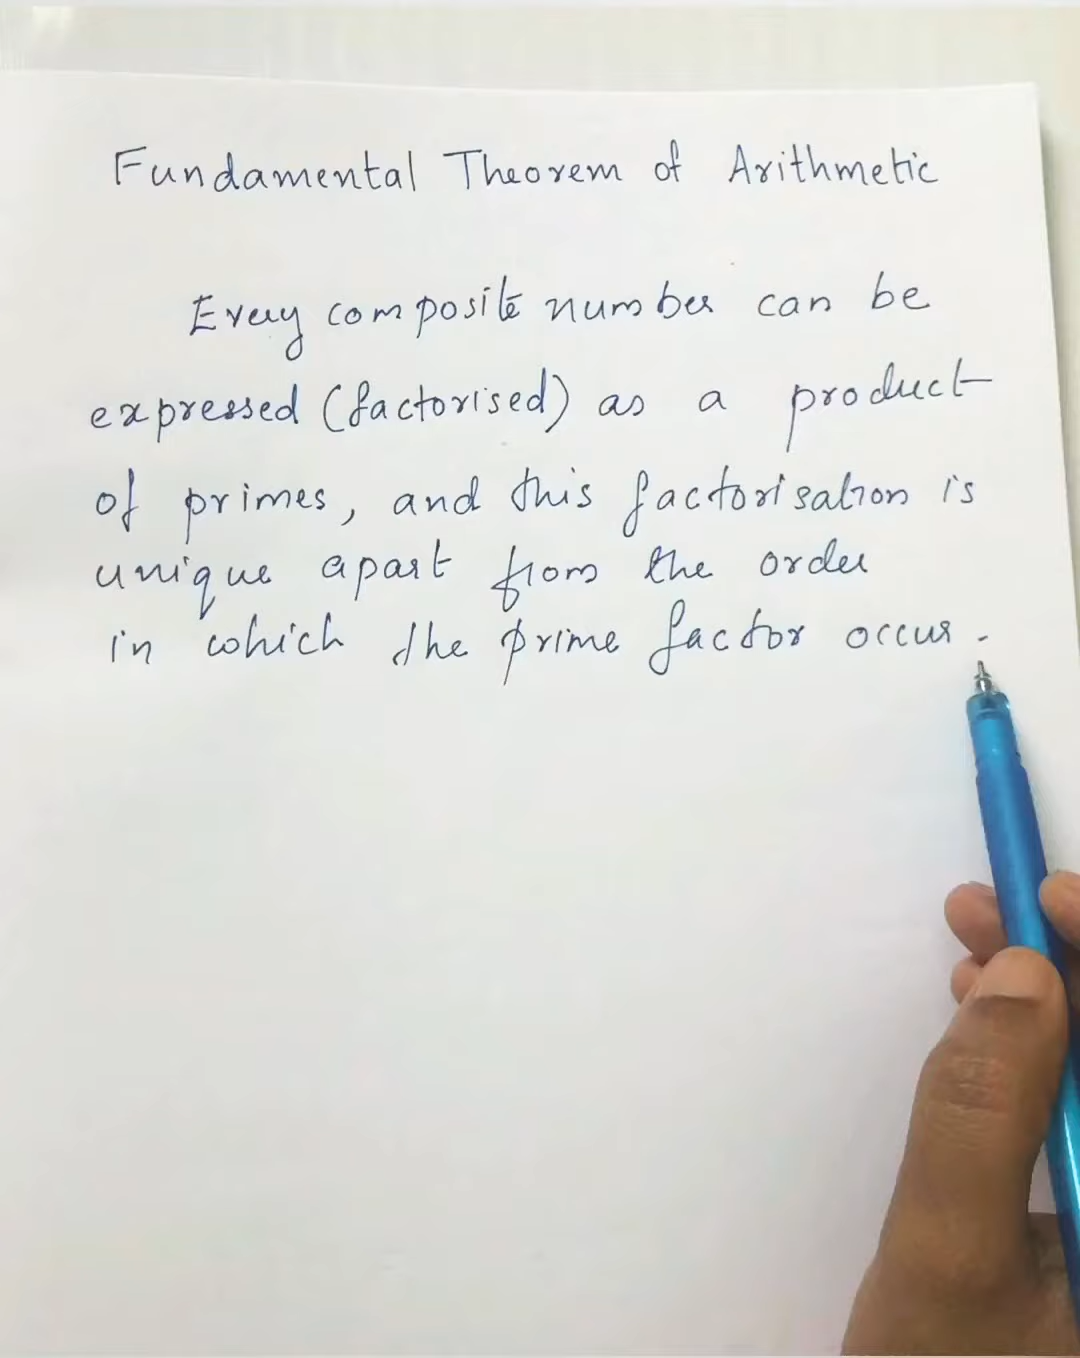 Fundamental Theorem of Arithmetic
Every composite number can be
expressed (factorised) as a product
of primes, and this factorisation is
unique apart from the order
in which the prime factor occur.